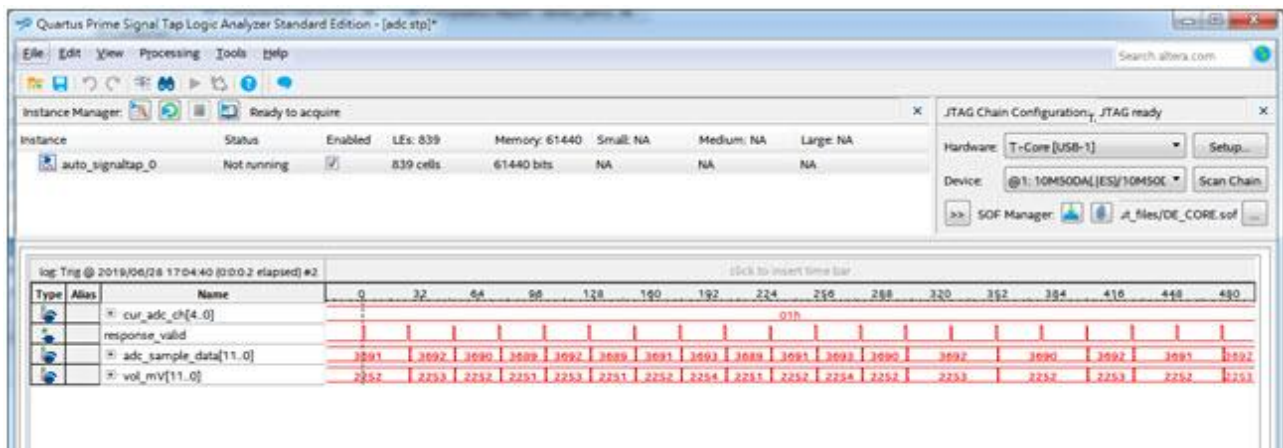 Quartus Prime Signal Tap Logic Analyzer Standard Edition - [adc stp]*
File Edit View Processing Tools Help
Search altera.com
Instance Manager: Ready to acquire
JTAG Chain Configuration: JTAG ready
Instance Status Enabled LEs: 839 Memory: 61440 Small: NA Medium: NA Large: NA
auto_signaltap_0 Not running 839 cells 61440 bits NA NA NA
Hardware: T-Core [USB-1] Setup...
Device: Scan Chain
>> SOF Manager: .t_files/DE_CORE.sof ...
log: Trig @ 2019/06/28 17:04:40 (0:0:0.2 elapsed) #2
click to insert time bar
Type Alias Name 0 32 64 96 128 160 192 224 256 288 320 352 384 416 448 480
cur_adc_ch[4..0] 01h
response_valid
adc_sample_data[11..0] 3691 3692 3690 3689 3692 3689 3691 3693 3689 3691 3693 3690 3692 3690 3692 3691 3692
vol_mV[11..0] 2252 2253 2252 2251 2253 2251 2252 2254 2251 2252 2254 2252 2253 2252 2253 2252 2253